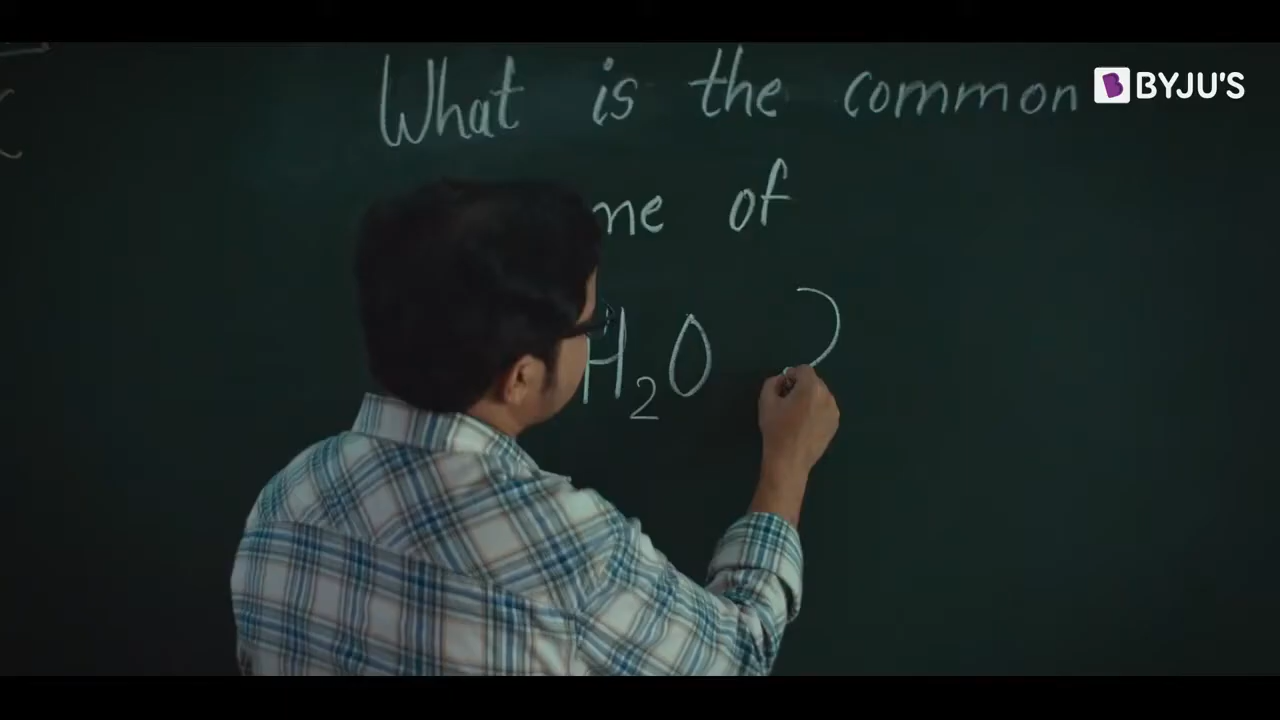 What is the common
BYJU'S
me of
H₂O ?